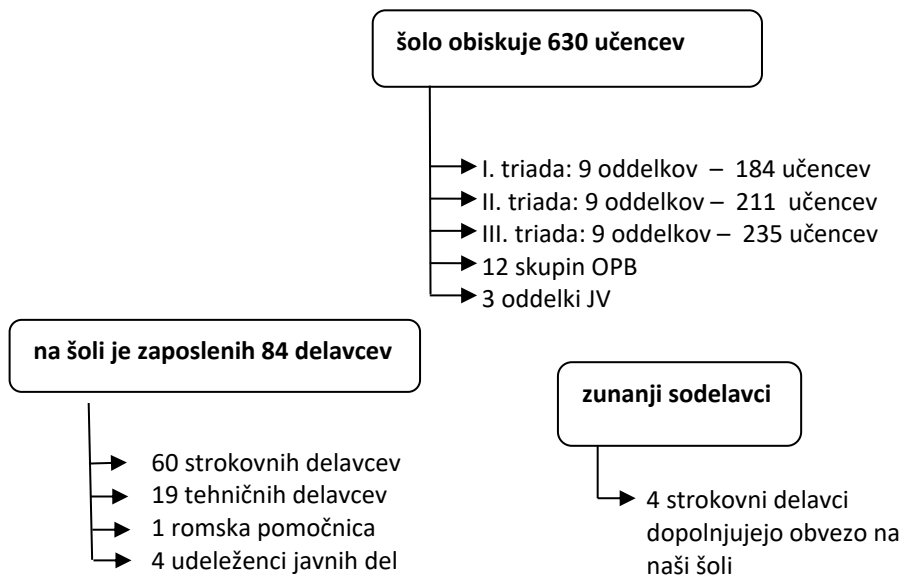 šolo obiskuje 630 učencev
I. triada: 9 oddelkov – 184 učencev
II. triada: 9 oddelkov – 211 učencev
III. triada: 9 oddelkov – 235 učencev
12 skupin OPB
3 oddelki JV
na šoli je zaposlenih 84 delavcev
60 strokovnih delavcev
19 tehničnih delavcev
1 romska pomočnica
4 udeleženci javnih del
zunanji sodelavci
4 strokovni delavci
dopolnjujejo obvezo na
naši šoli